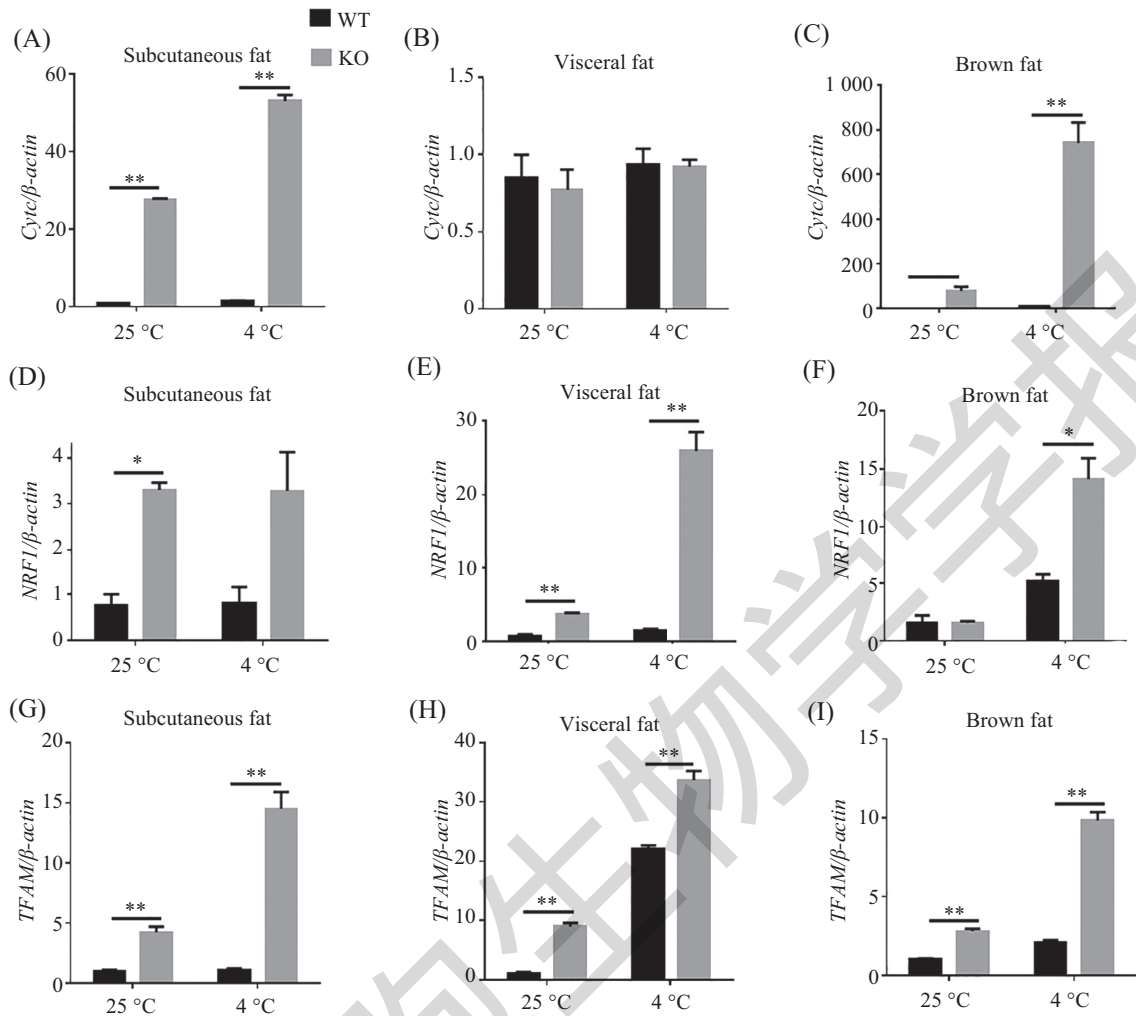 WT
KO
(A)
Subcutaneous fat
**
**
Cytc/β-actin
60
40
20
0
25 °C
4 °C
(B)
Visceral fat
Cytc/β-actin
1.5
1.0
0.5
0
25 °C
4 °C
(C)
Brown fat
**
Cytc/β-actin
1 000
800
600
400
200
0
25 °C
4 °C
(D)
Subcutaneous fat
*
NRF1/β-actin
4
3
2
1
0
25 °C
4 °C
(E)
Visceral fat
**
**
NRF1/β-actin
30
20
10
0
25 °C
4 °C
(F)
Brown fat
*
NRF1/β-actin
20
15
10
5
0
25 °C
4 °C
(G)
Subcutaneous fat
**
**
TFAM/β-actin
20
15
10
5
0
25 °C
4 °C
(H)
Visceral fat
**
**
TFAM/β-actin
40
30
20
10
0
25 °C
4 °C
(I)
Brown fat
**
**
TFAM/β-actin
15
10
5
0
25 °C
4 °C
生物学学报